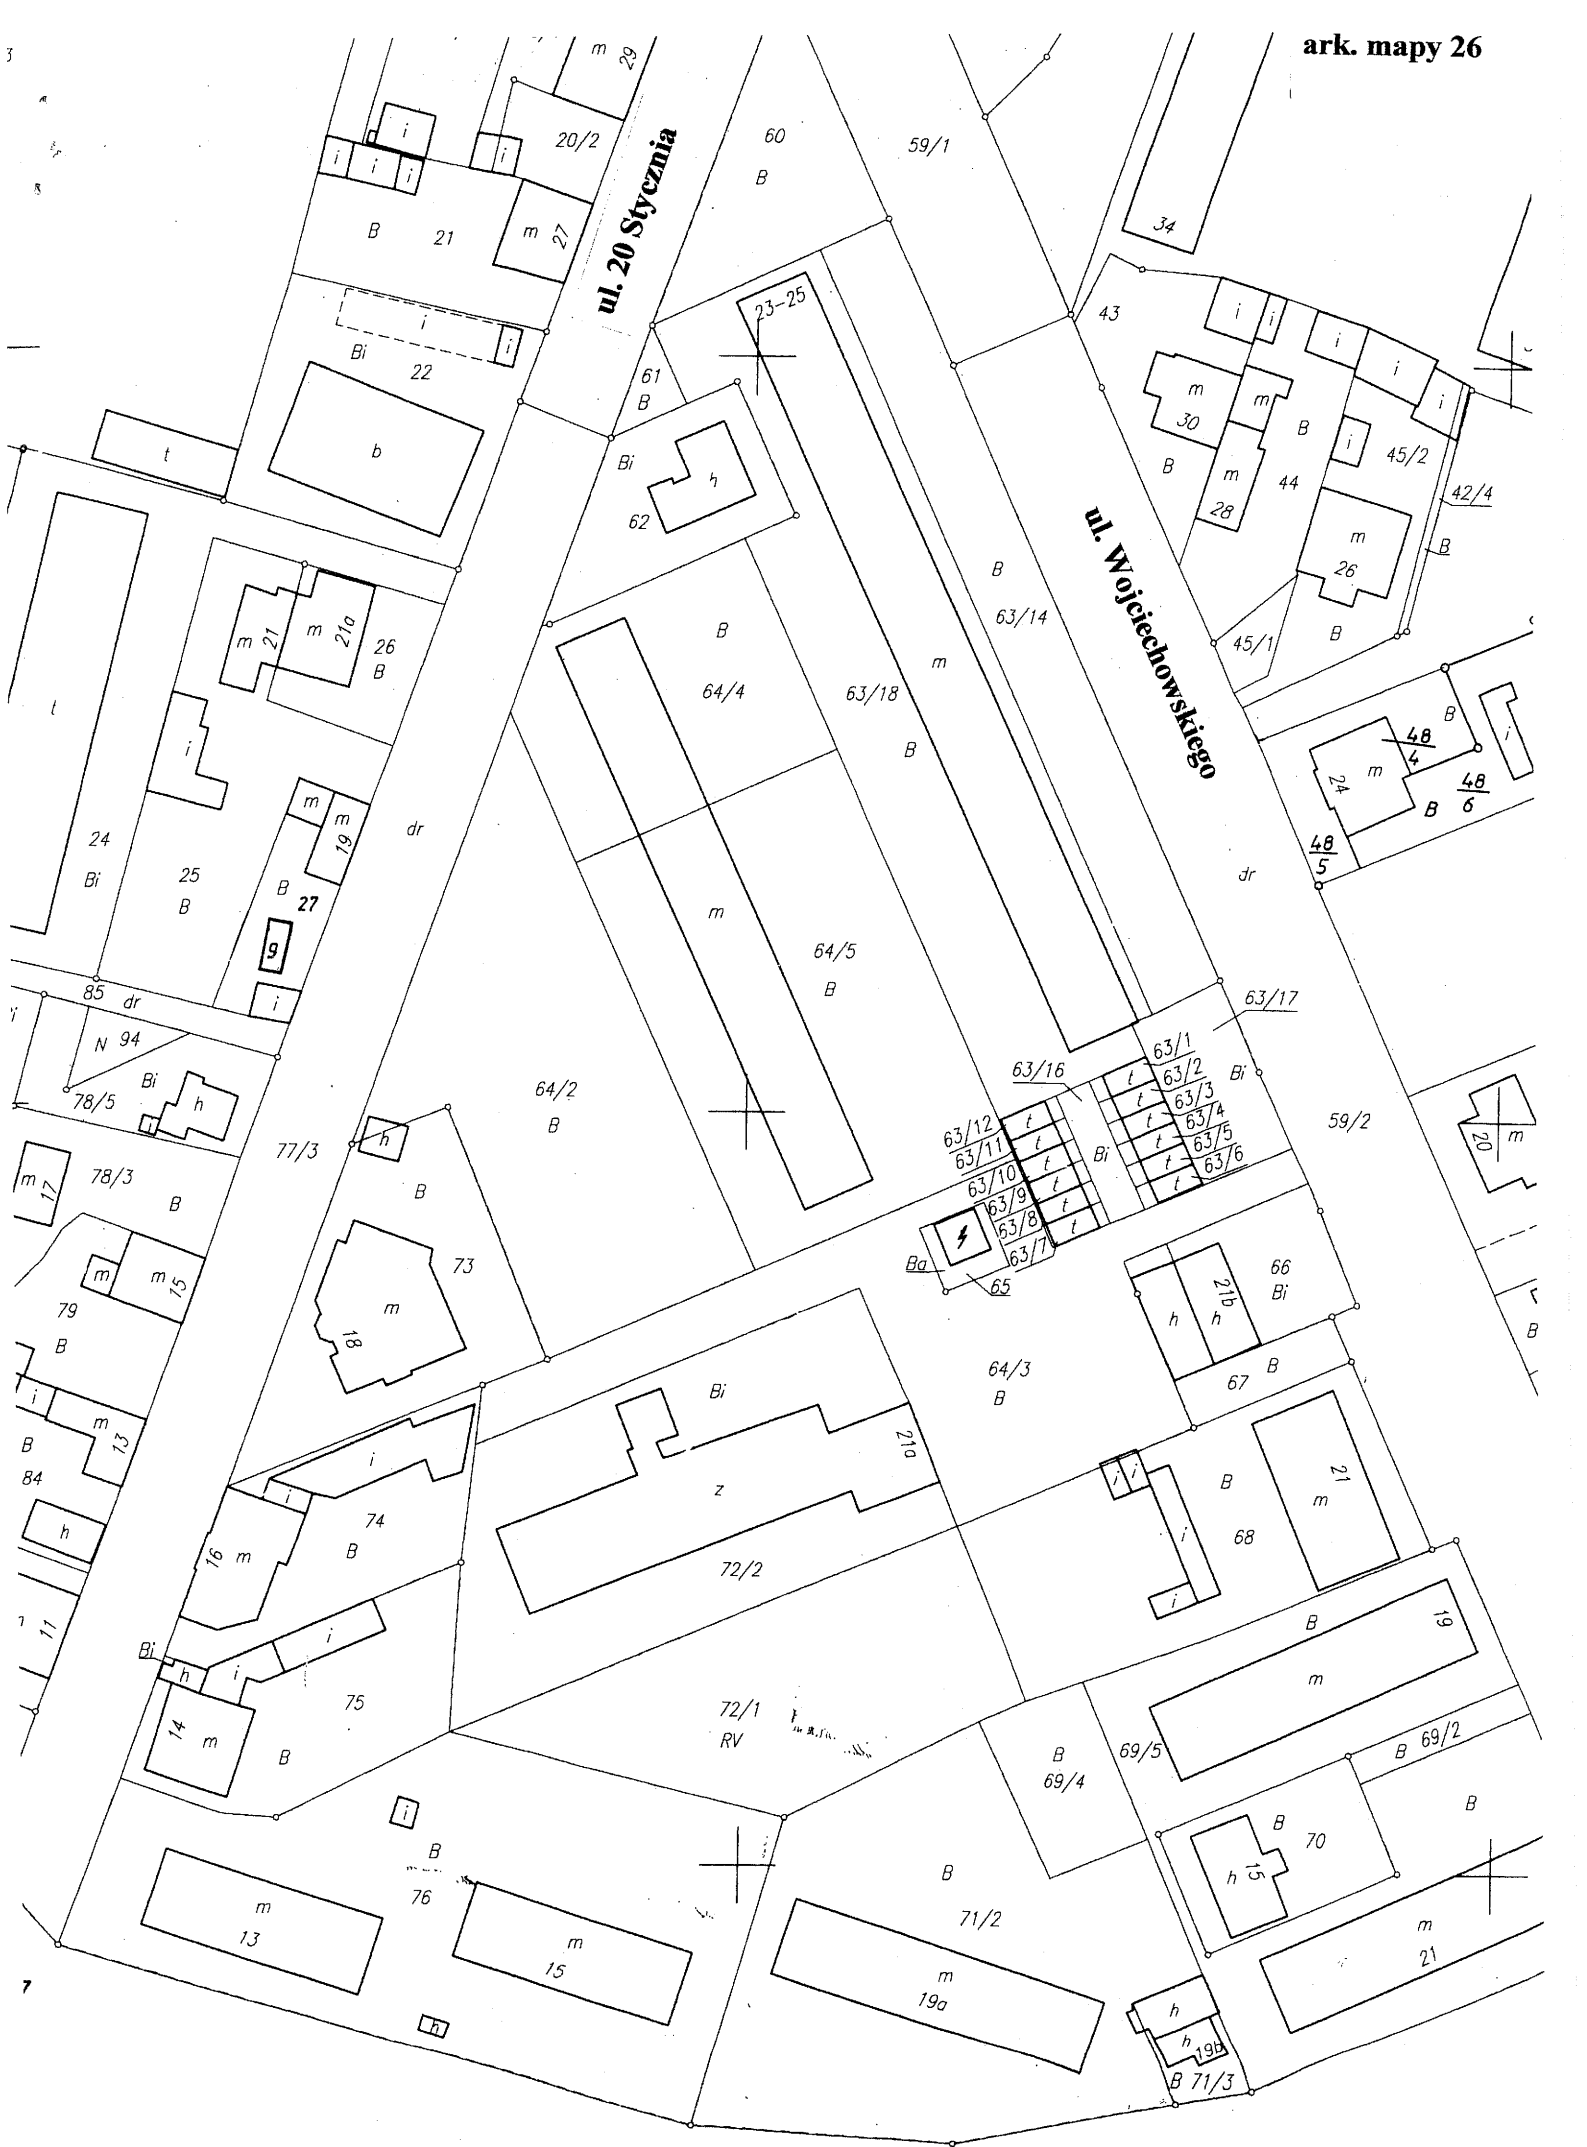 ark. mapy 26
3
m
29
i
i
i
i
i
20/2
60
B
59/1
ul. 20 Stycznia
B
21
m
27
34
i
Bi
22
i
b
t
23-25
43
61
B
Bi
h
62
i
i
i
i
i
m
30
m
B
i
45/2
B
m
28
44
42/4
m
26
B
B
63/14
ul. Wojciechowskiego
m
21
m
21a
26
B
45/1
B
B
64/4
m
63/18
B
t
i
B
48/4
i
m
24
48/6
B
48/5
m
m
19
dr
24
Bi
25
B
B
27
9
dr
m
64/5
B
85
dr
i
63/17
N 94
Bi
78/5
h
i
63/16
63/1
63/2
63/3
63/4
63/5
63/6
t
t
t
t
t
t
Bi
Bi
63/12
63/11
63/10
63/9
63/8
63/7
t
t
t
t
t
t
59/2
20
m
64/2
B
77/3
h
B
m
17
78/3
B
Ba
65
m
m
15
73
m
18
66
Bi
21b
h
h
79
B
B
67
B
64/3
B
Bi
21a
z
i
m
13
B
84
h
i
i
74
B
16
m
i
i
B
21
m
i
68
i
72/2
11
B
19
m
Bi
h
i
i
75
14
m
B
72/1
RV
B
69/4
69/5
B 69/2
B
i
B
76
B
70
h
15
m
13
m
15
B
71/2
m
19a
m
21
7
h
h
h
19b
B 71/3